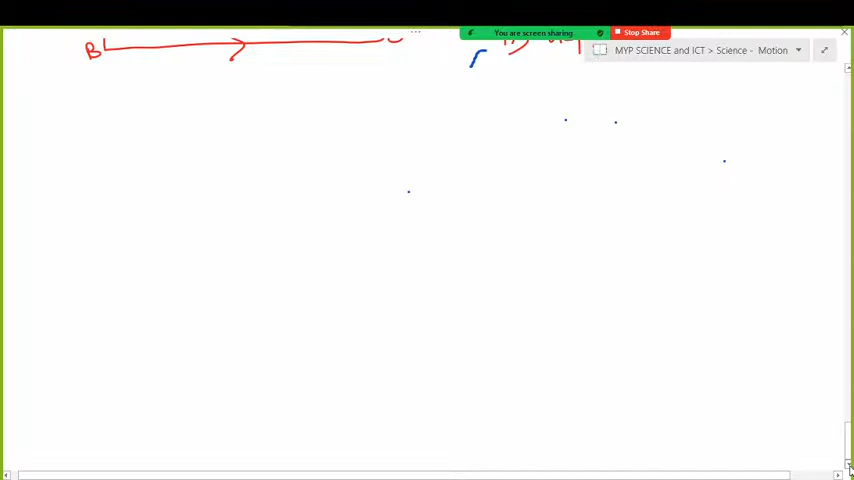 You are screen sharing Stop Share
B
MYP SCIENCE and ICT > Science - Motion